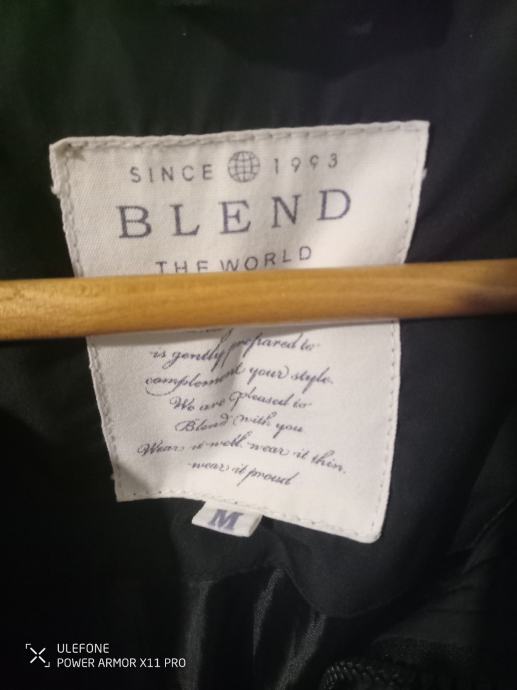 SINCE 1993
BLEND
THE WORLD
is gently prepared to
complement your style.
We are pleased to
Blend with you
Wear it well. wear it thin.
wear it proud
M
ULEFONE
POWER ARMOR X11 PRO